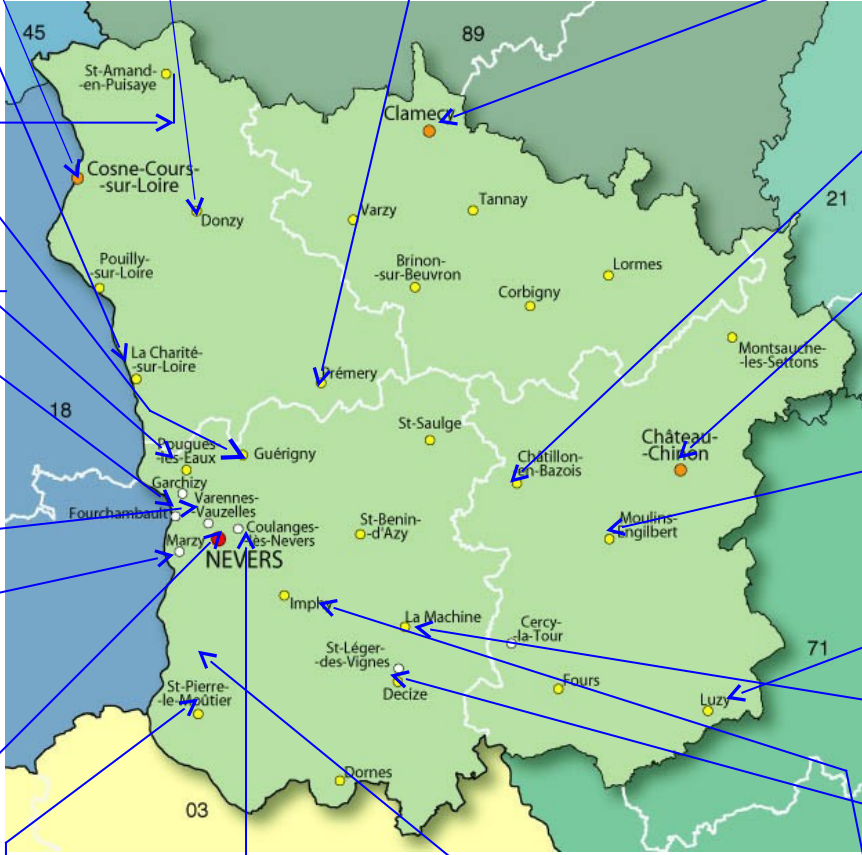 45
89
St-Amand-
-en-Puisaye
Clamecy
Cosne-Cours-
-sur-Loire
21
Tannay
Varzy
Donzy
Pouilly-
-sur-Loire
Brinon-
-sur-Beuvron
Lormes
Corbigny
Montsauche-
-les-Settons
La Charité-
-sur-Loire
Prémery
18
St-Saulge
Château-
-Chinon
Pougues-
-les-Eaux
Guérigny
Châtillon-
-en-Bazois
Garchizy
Varennes-
-Vauzelles
Fourchambault
Coulanges-
-lès-Nevers
St-Benin-
-d'Azy
Moulins-
-Engilbert
Marzy
NEVERS
Imphy
La Machine
Cercy-
-la-Tour
71
St-Léger-
-des-Vignes
St-Pierre-
-le-Moûtier
Decize
Fours
Luzy
Dornes
03